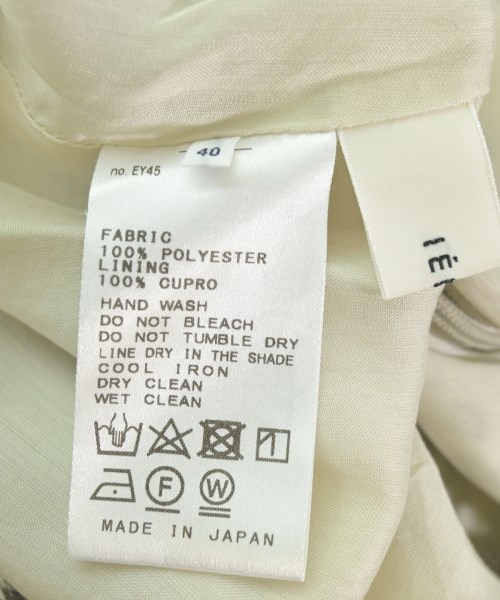 40
no. EY45
FABRIC
100% POLYESTER
LINING
100% CUPRO
HAND WASH
DO NOT BLEACH
DO NOT TUMBLE DRY
LINE DRY IN THE SHADE
COOL IRON
DRY CLEAN
WET CLEAN
F W
MADE IN JAPAN